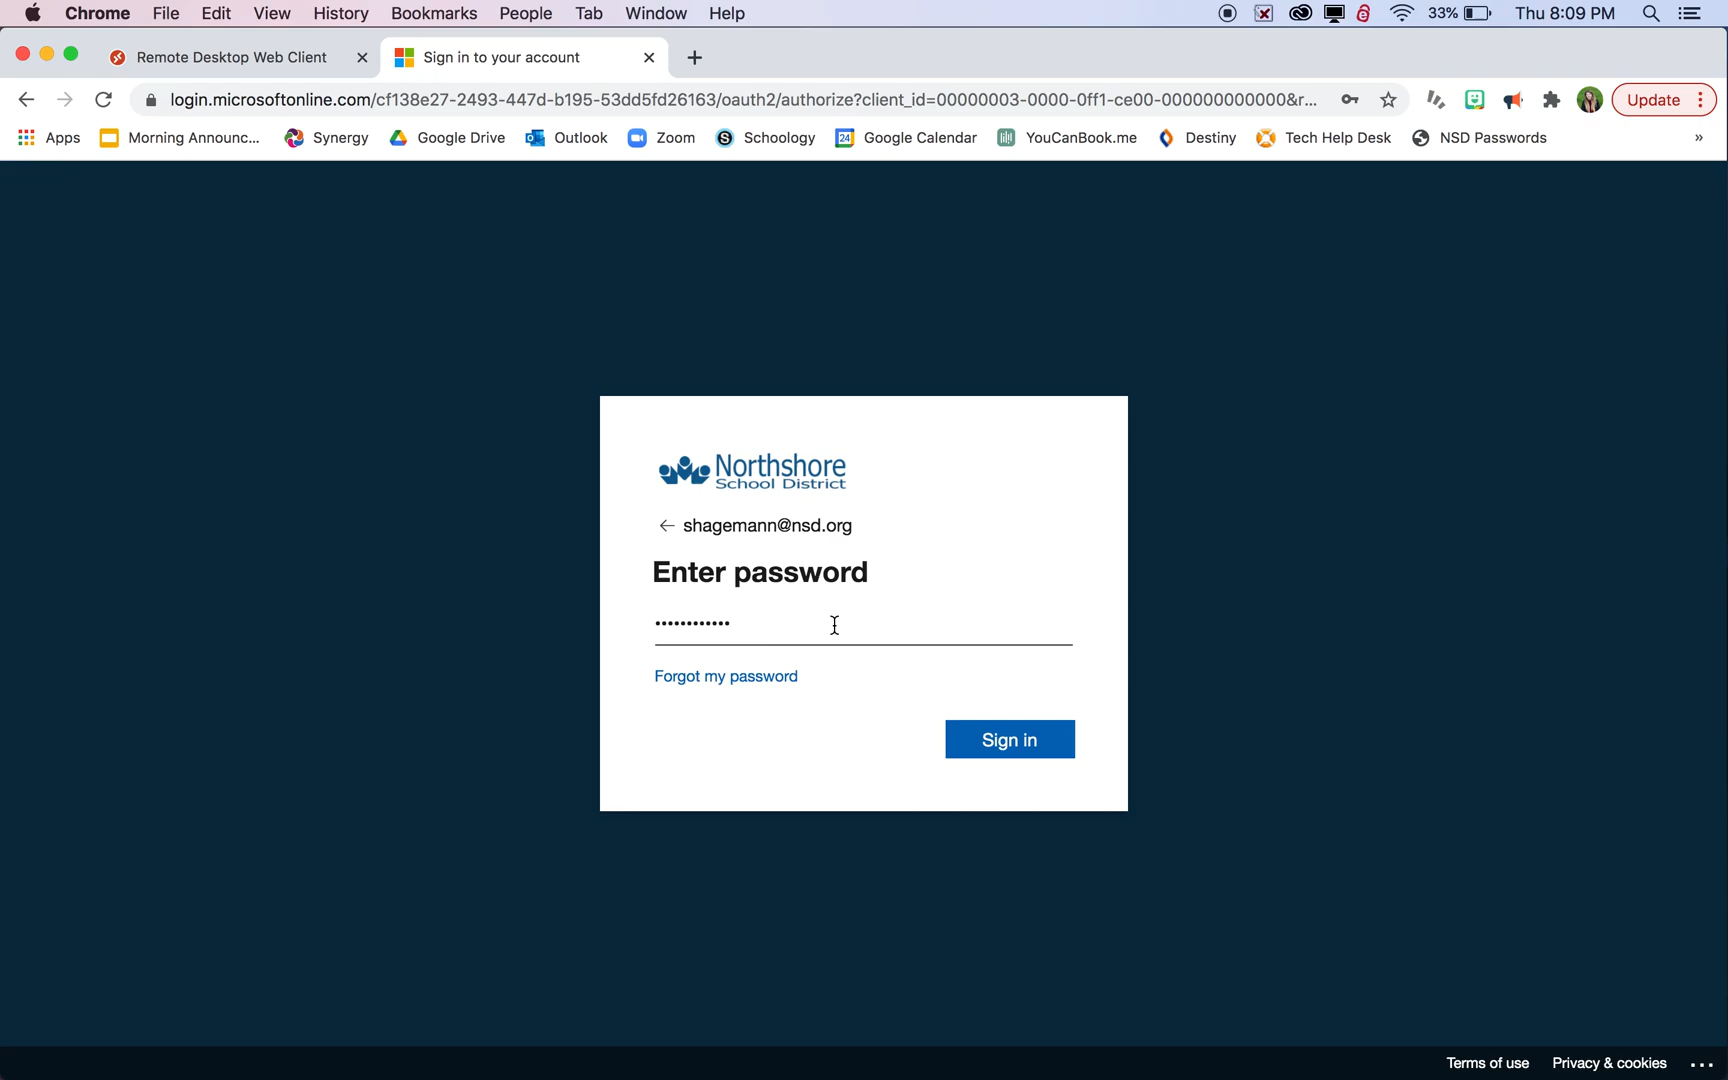 Chrome File Edit View History Bookmarks People Tab Window Help 33% Thu 8:09 PM
Remote Desktop Web Client Sign in to your account
login.microsoftonline.com/cf138e27-2493-447d-b195-53dd5fd26163/oauth2/authorize?client_id=00000003-0000-0ff1-ce00-000000000000&r... Update
Apps Morning Announc... Synergy Google Drive Outlook Zoom Schoology 24 Google Calendar YouCanBook.me Destiny Tech Help Desk NSD Passwords »
Northshore
School District
shagemann@nsd.org
Enter password
••••••••••••
Forgot my password
Sign in
Terms of use Privacy & cookies ...